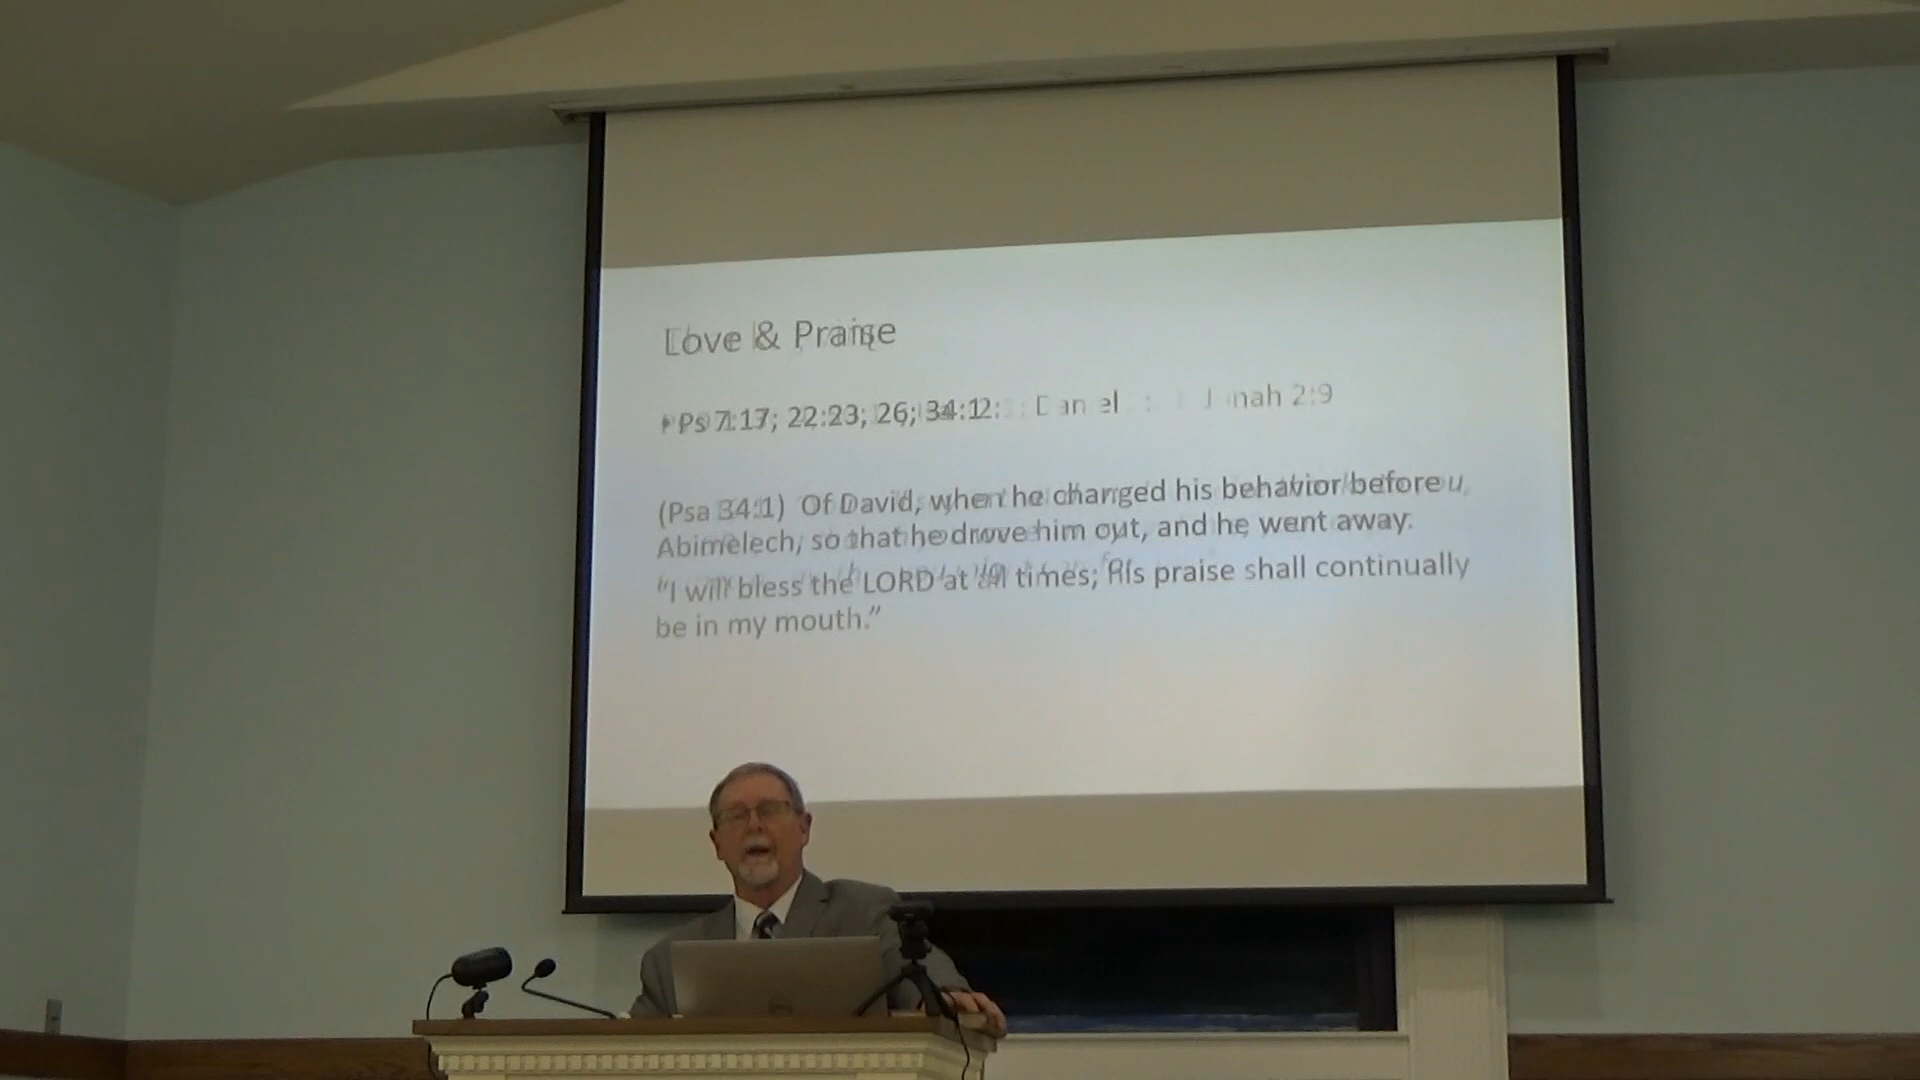 Love & Praise
Ps 7:17; 22:23, 26; 34:1 Daniel Jonah 2:9
(Psa 34:1) Of David, when he changed his behavior before
Abimelech, so that he drove him out, and he went away.
"I will bless the LORD at all times; His praise shall continually
be in my mouth."